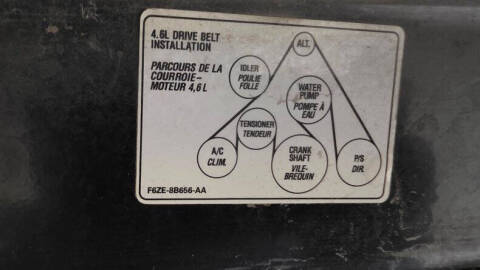 4.6L DRIVE BELT
INSTALLATION
PARCOURS DE LA
COURROIE-
MOTEUR 4,6 L
ALT.
IDLER
POULIE
FOLLE
WATER
PUMP
POMPE À
EAU
TENSIONER
TENDEUR
A/C
CLIM.
CRANK
SHAFT
VILE-
BREQUIN
P/S
DIR.
F6ZE-8B656-AA